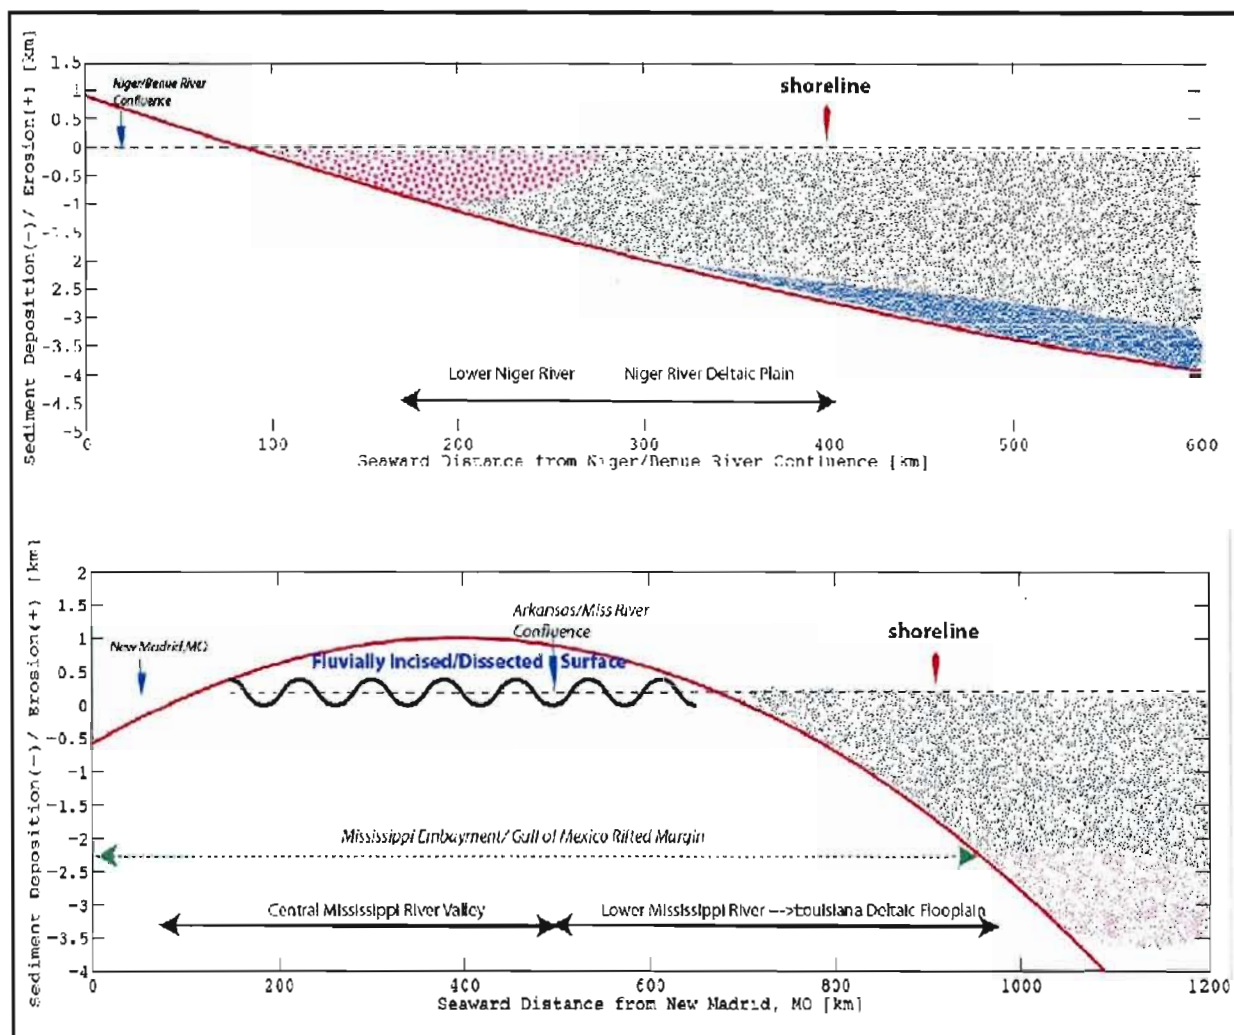 Sediment Deposition(-)/ Erosion(+) [km]
1.5
1
0.5
0
-0.5
-1
-1.5
2
2.5
-3
-3.5
-4
-4.5
-5
Niger/Benue River
Confluence
shoreline
Lower Niger River
Niger River Deltaic Plain
0
100
200
300
400
500
600
Seaward Distance from Niger/Benue River Confluence [km]
Sediment Deposition(-)/ Erosion(+) [km]
2
1.5
1
0.5
0
-0.5
-1
-1.5
-2
-2.5
-3
-3.5
-4
New Madrid,MO
Arkansas/Miss River
Confluence
Fluvially Incised/Dissected Surface
shoreline
Mississippi Embayment/ Gulf of Mexico Rifted Margin
Central Mississippi River Valley
Lower Mississippi River --->Louisiana Deltaic Flooplain
0
200
400
600
800
1000
1200
Seaward Distance from New Madrid, MO [km]